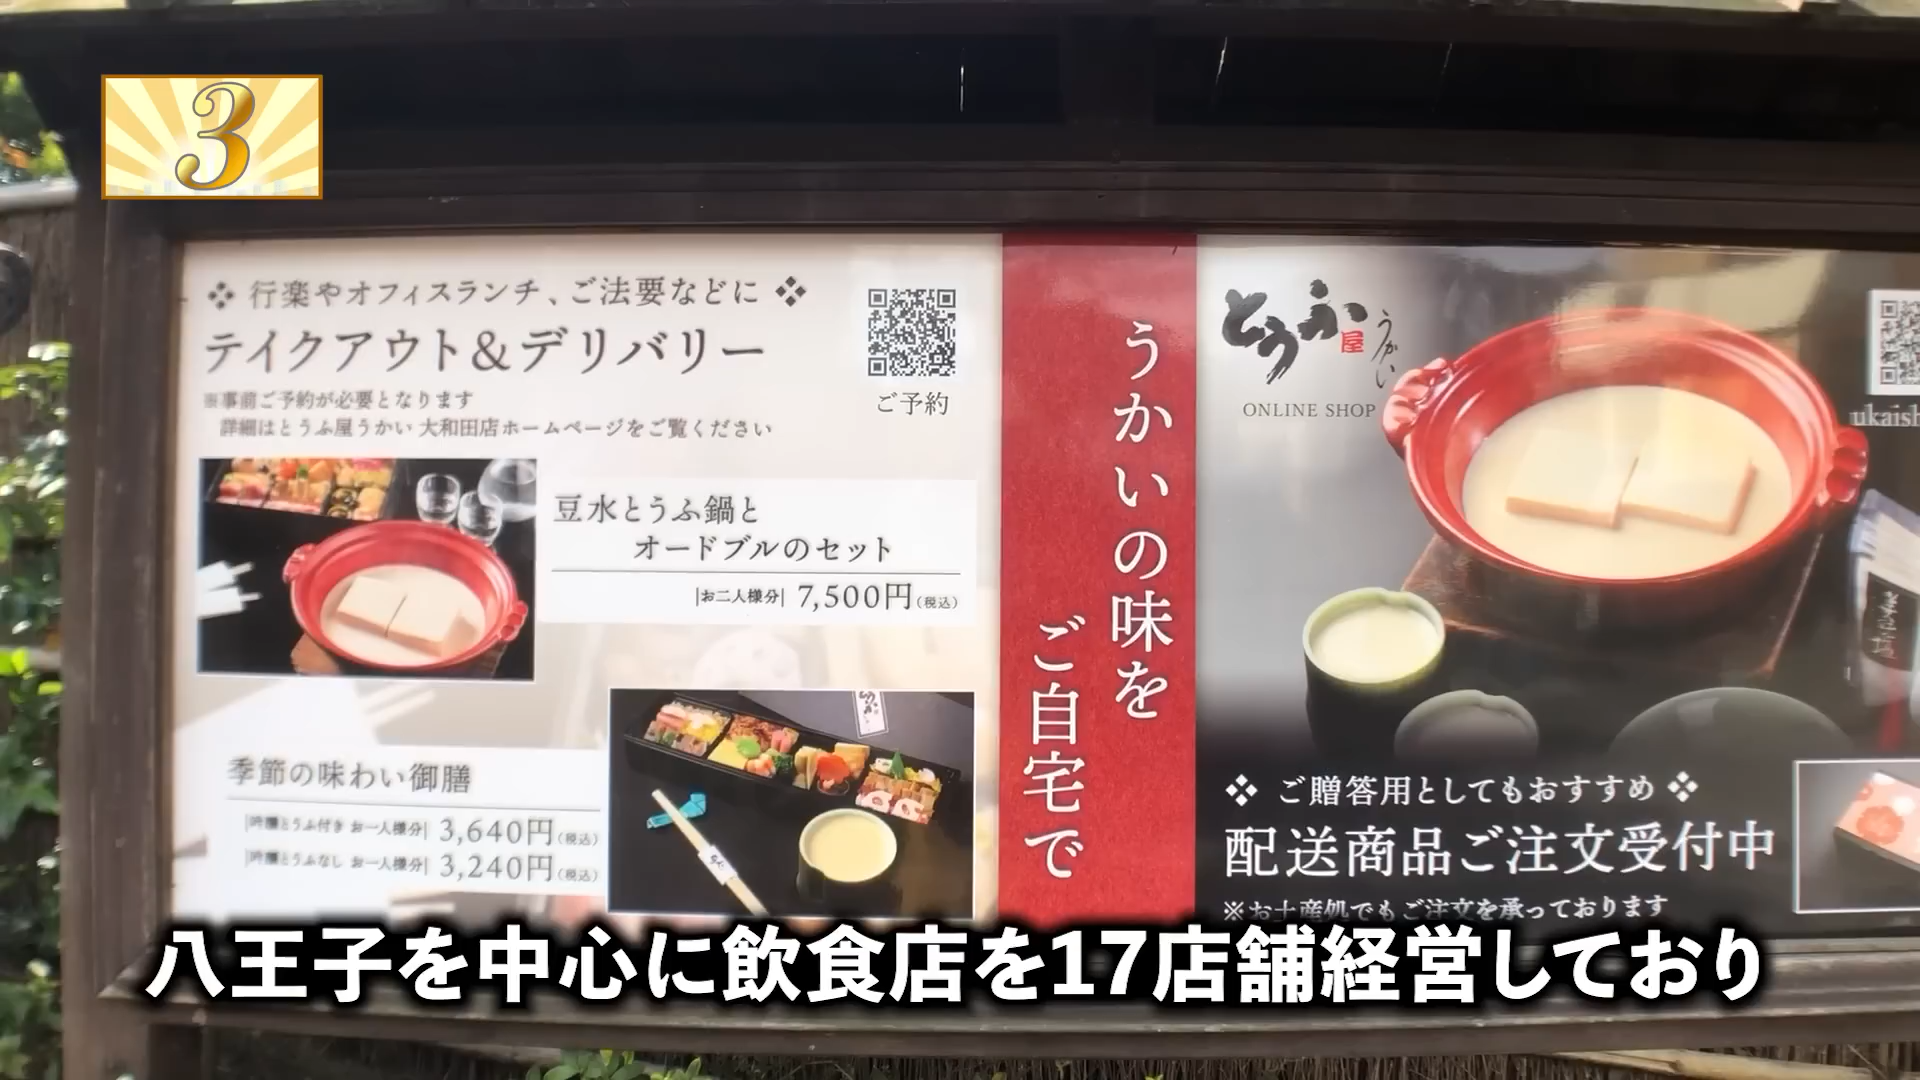 3
❖ 行楽やオフィスランチ、ご法要などに ❖
テイクアウト＆デリバリー
※事前ご予約が必要となります
詳細はとうふ屋うかい 大和田店ホームページをご覧ください
ご予約
豆水とうふ鍋と
オードブルのセット
|お二人様分| 7,500円(税込)
季節の味わい御膳
|吟醸とうふ付き お一人様分| 3,640円(税込)
|吟醸とうふなし お一人様分| 3,240円(税込)
うかいの味を
ご自宅で
とうふ屋うかい
ONLINE SHOP
ukaish
❖ ご贈答用としてもおすすめ ❖
配送商品ご注文受付中
※お土産処でもご注文を承っております
八王子を中心に飲食店を17店舗経営しており